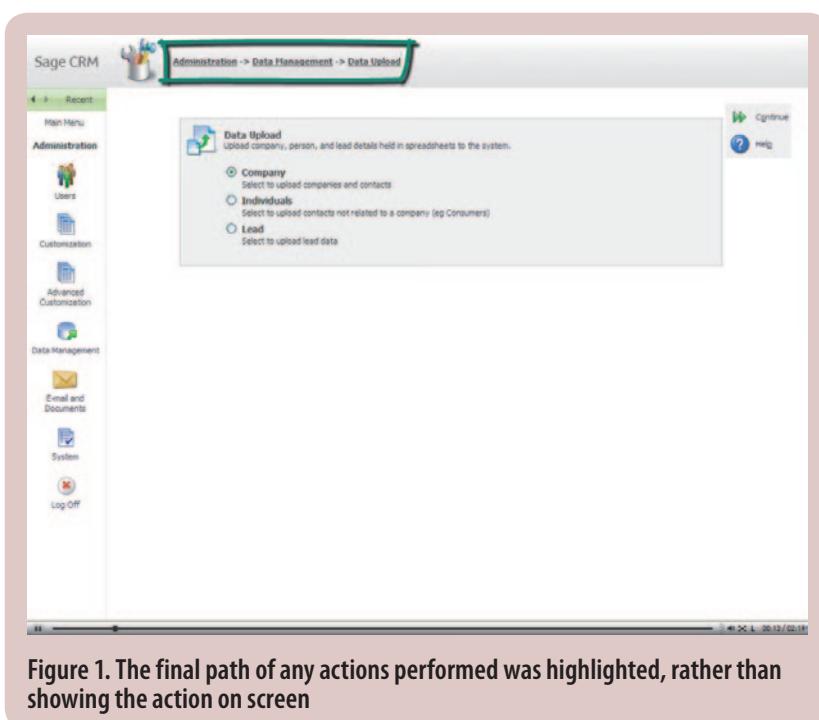 Sage CRM
Administration -> Data Management -> Data Upload
Recent
Main Menu
Administration
Users
Customization
Advanced
Customization
Data Management
E-mail and
Documents
System
Log Off
Data Upload
Upload company, person, and lead details held in spreadsheets to the system.
Company
Select to upload companies and contacts
Individuals
Select to upload contacts not related to a company (eg Consumers)
Lead
Select to upload lead data
Continue
Help
00:13/02:19
Figure 1. The final path of any actions performed was highlighted, rather than
showing the action on screen